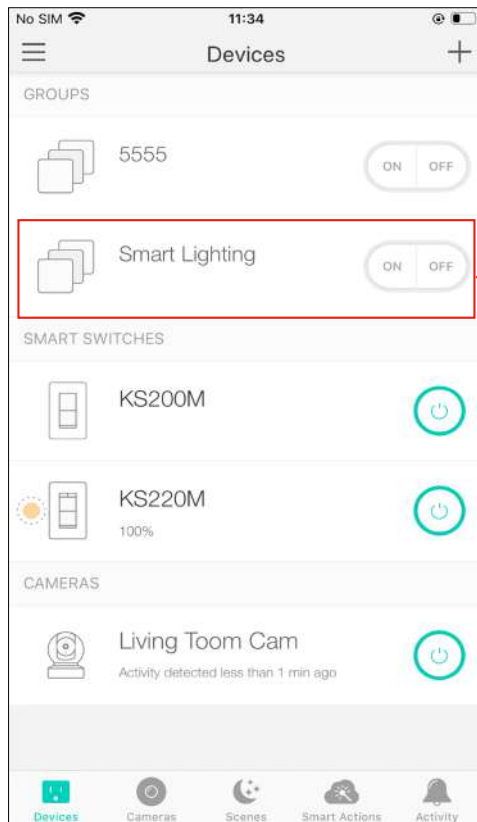 No SIM 11:34
Devices
GROUPS
5555
ON OFF
Smart Lighting
ON OFF
SMART SWITCHES
KS200M
KS220M
100%
CAMERAS
Living Toom Cam
Activity detected less than 1 min ago
Devices Cameras Scenes Smart Actions Activity